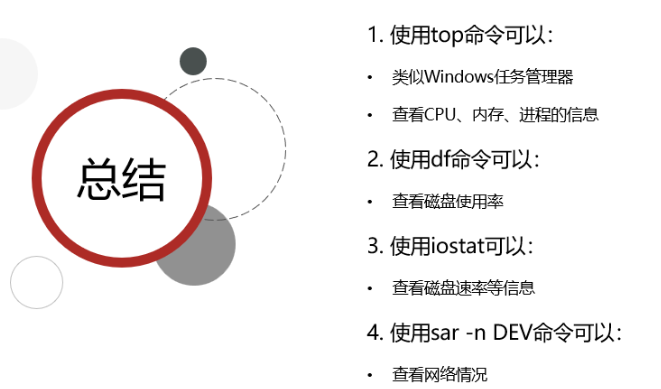 总结
1. 使用top命令可以：
• 类似Windows任务管理器
• 查看CPU、内存、进程的信息
2. 使用df命令可以：
• 查看磁盘使用率
3. 使用iostat可以：
• 查看磁盘速率等信息
4. 使用sar -n DEV命令可以：
• 查看网络情况